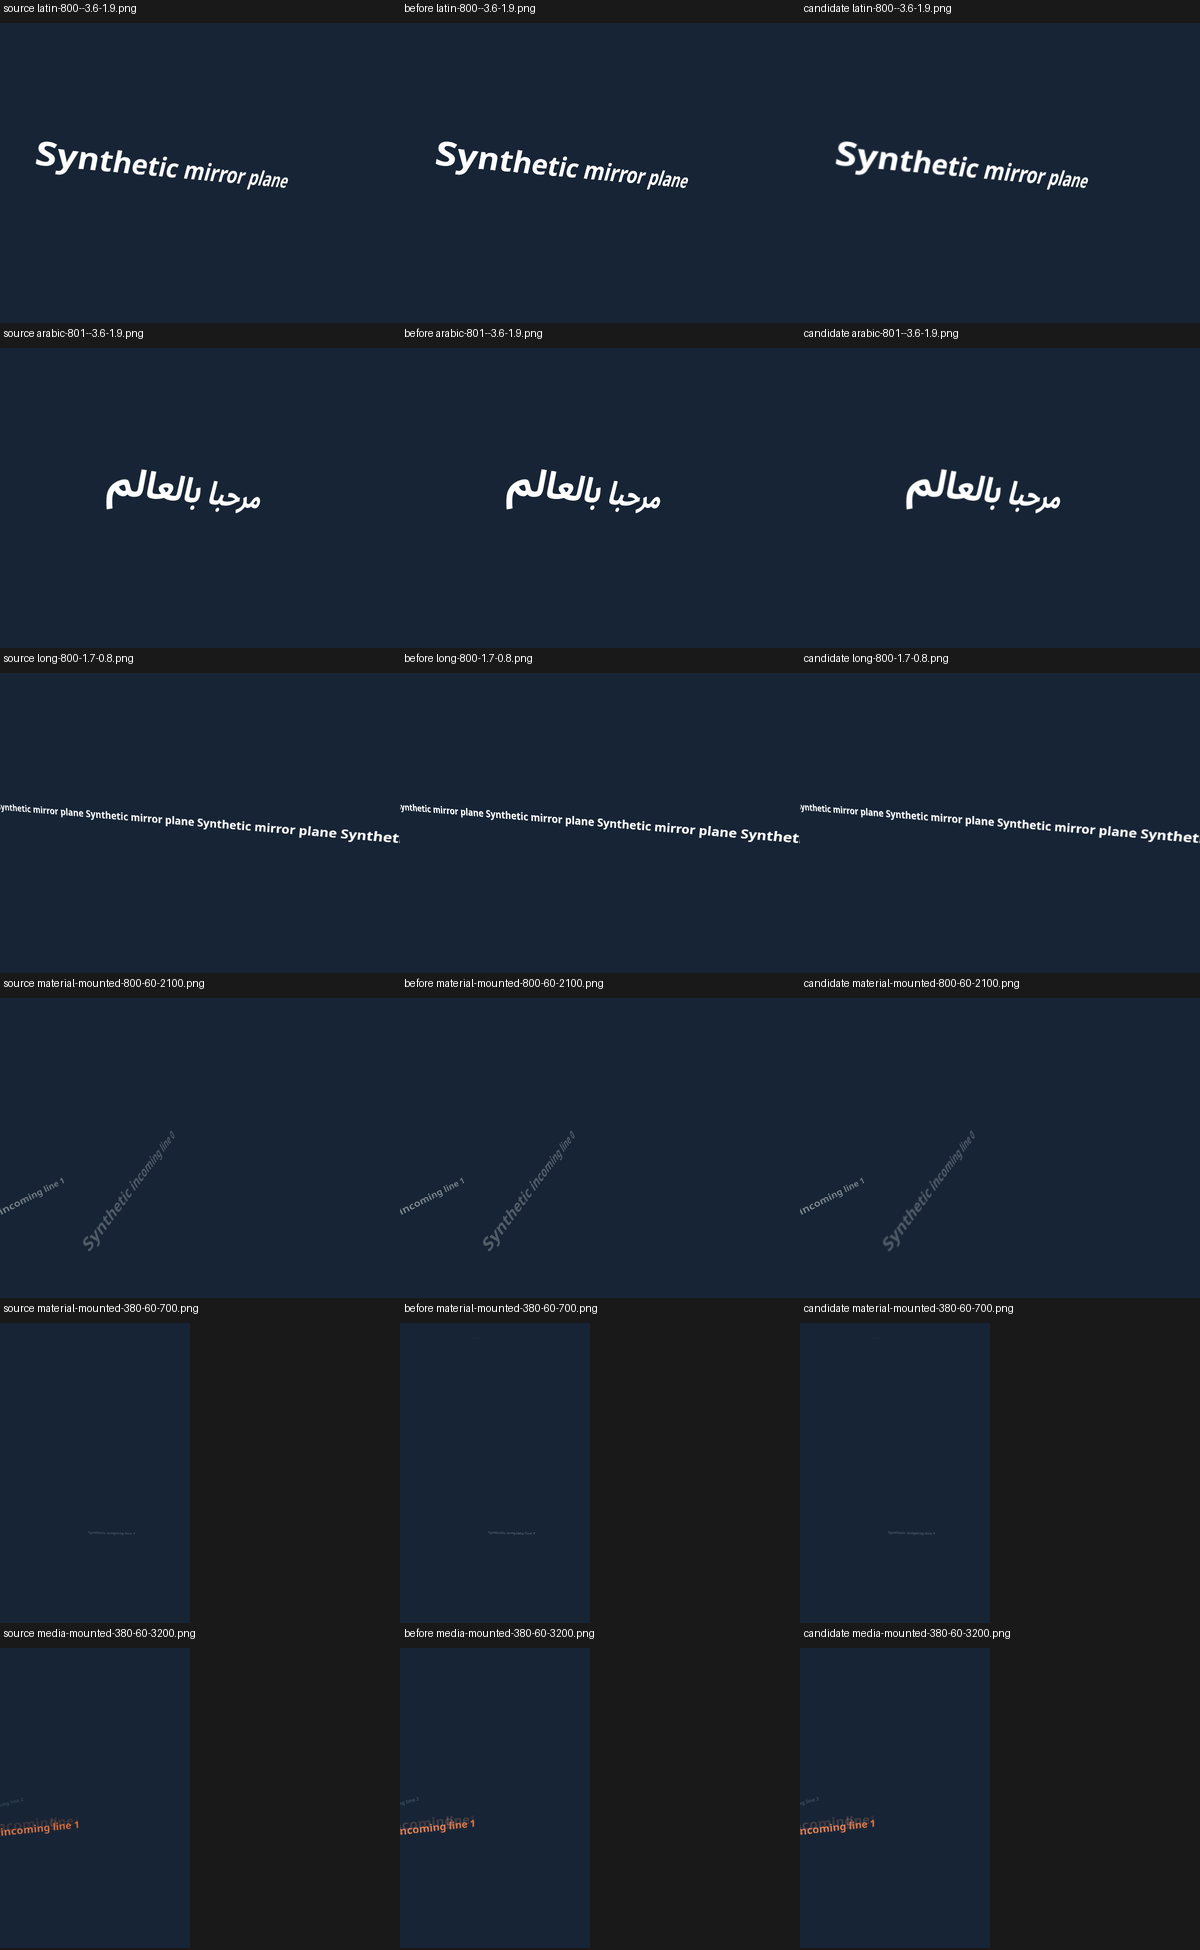 source latin-800--3.6-1.9.png before latin-800--3.6-1.9.png candidate latin-800--3.6-1.9.png
Synthetic mirror plane Synthetic mirror plane Synthetic mirror plane
source arabic-801--3.6-1.9.png before arabic-801--3.6-1.9.png candidate arabic-801--3.6-1.9.png
مرحبا بالعالم مرحبا بالعالم مرحبا بالعالم
source long-800-1.7-0.8.png before long-800-1.7-0.8.png candidate long-800-1.7-0.8.png
ynthetic mirror plane Synthetic mirror plane Synthetic mirror plane Synthet
ynthetic mirror plane Synthetic mirror plane Synthetic mirror plane Synthet
ynthetic mirror plane Synthetic mirror plane Synthetic mirror plane Synthet
source material-mounted-800-60-2100.png before material-mounted-800-60-2100.png candidate material-mounted-800-60-2100.png
incoming line 1 Synthetic incoming line 0
incoming line 1 Synthetic incoming line 0
incoming line 1 Synthetic incoming line 0
source material-mounted-380-60-700.png before material-mounted-380-60-700.png candidate material-mounted-380-60-700.png
source media-mounted-380-60-3200.png before media-mounted-380-60-3200.png candidate media-mounted-380-60-3200.png
incoming line 1
ncoming line 1
ncoming line 1